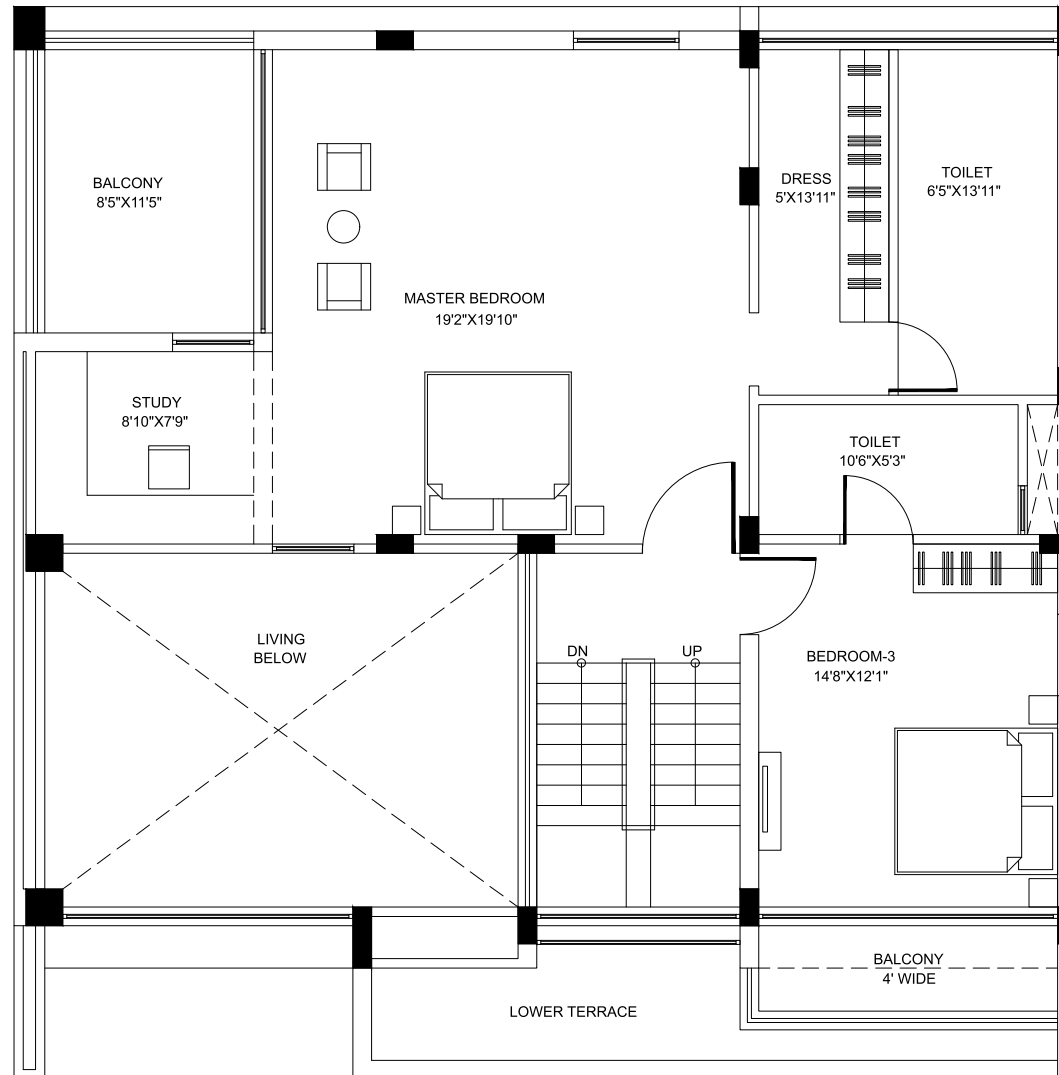 BALCONY
8'5"X11'5"
DRESS
5'X13'11"
TOILET
6'5"X13'11"
MASTER BEDROOM
19'2"X19'10"
STUDY
8'10"X7'9"
TOILET
10'6"X5'3"
LIVING
BELOW
DN
UP
BEDROOM-3
14'8"X12'1"
BALCONY
4' WIDE
LOWER TERRACE